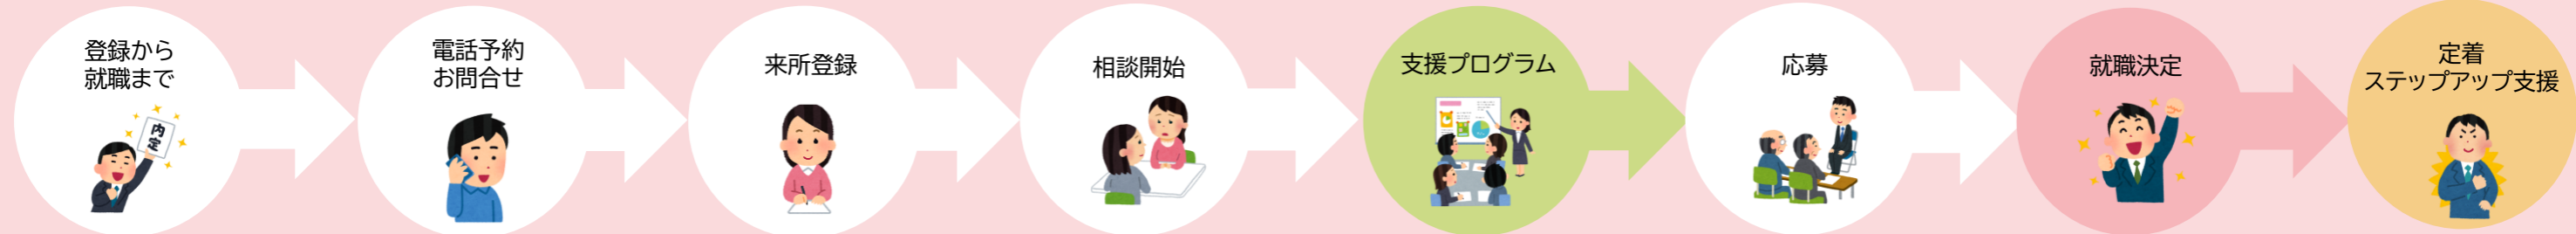 登録から
就職まで
内定
電話予約
お問合せ
来所登録
相談開始
支援プログラム
応募
就職決定
定着
ステップアップ支援